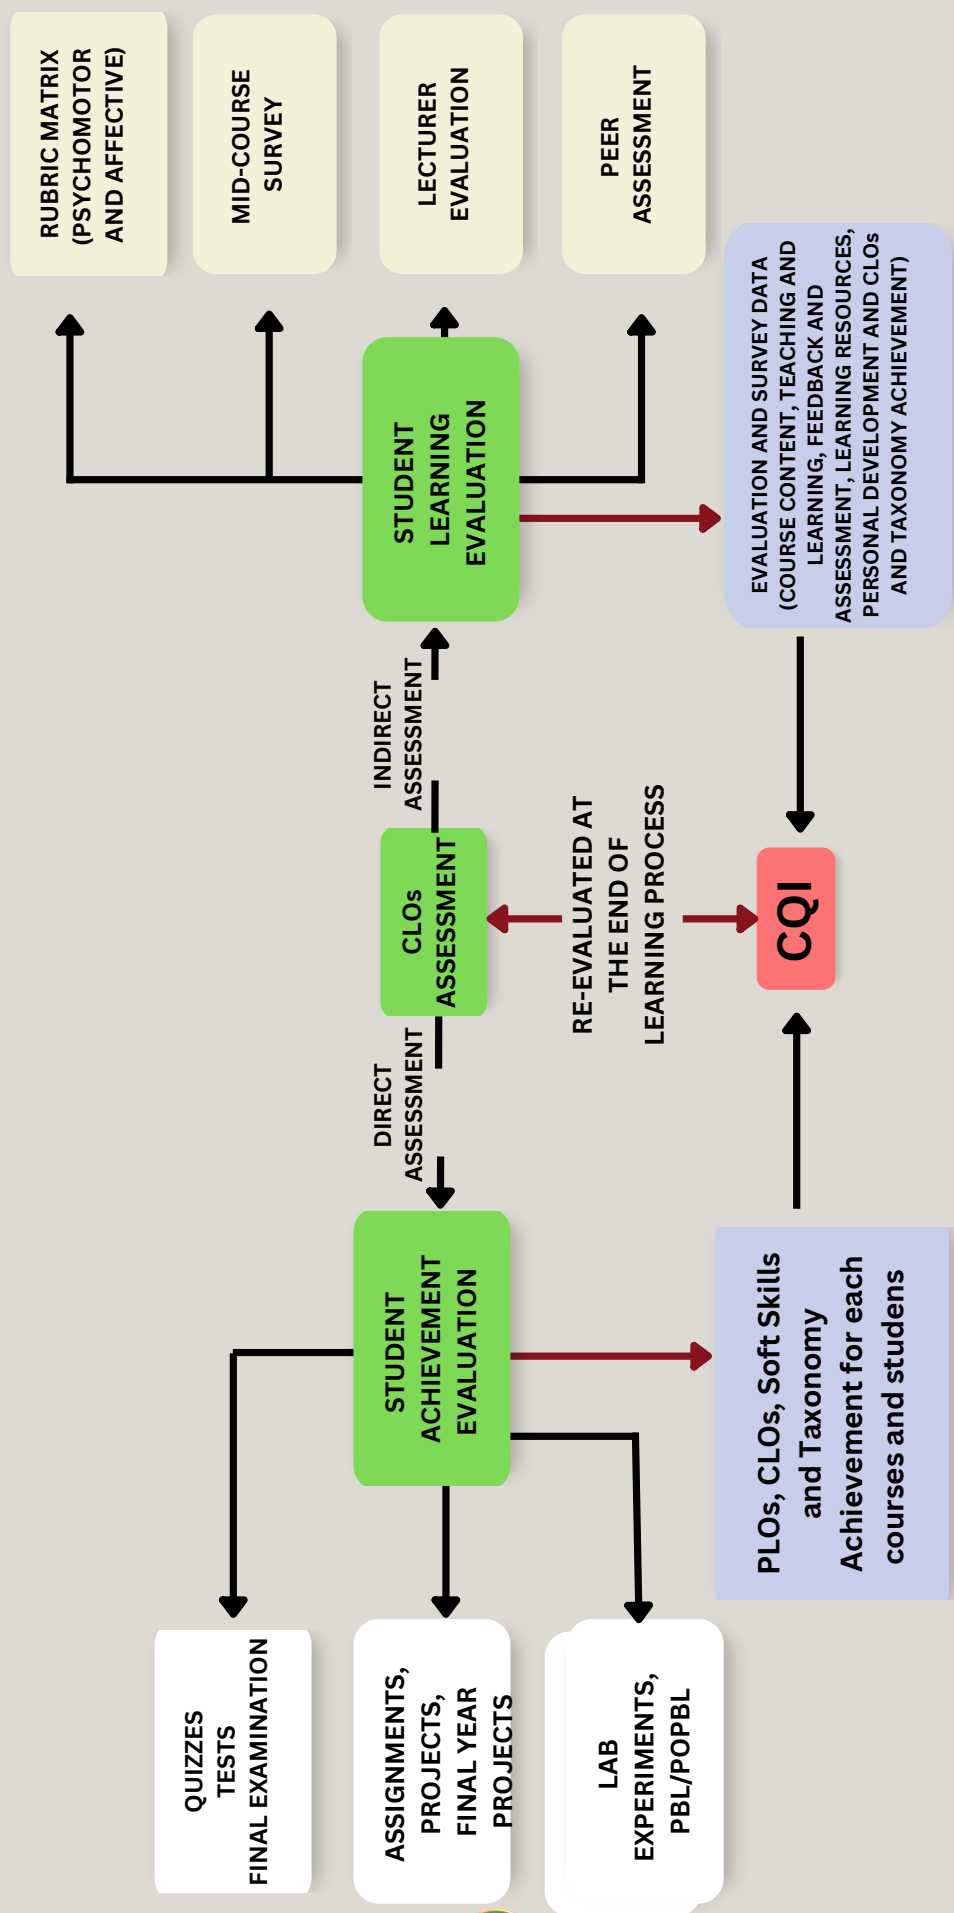 QUIZZES
TESTS
FINAL EXAMINATION
ASSIGNMENTS,
PROJECTS,
FINAL YEAR
PROJECTS
LAB
EXPERIMENTS,
PBL/POPBL
STUDENT
ACHIEVEMENT
EVALUATION
DIRECT
ASSESSMENT
CLOs
ASSESSMENT
INDIRECT
ASSESSMENT
STUDENT
LEARNING
EVALUATION
RUBRIC MATRIX
(PSYCHOMOTOR
AND AFFECTIVE)
MID-COURSE
SURVEY
LECTURER
EVALUATION
PEER
ASSESSMENT
RE-EVALUATED AT
THE END OF
LEARNING PROCESS
PLOs, CLOs, Soft Skills
and Taxonomy
Achievement for each
courses and studens
CQI
EVALUATION AND SURVEY DATA
(COURSE CONTENT, TEACHING AND
LEARNING, FEEDBACK AND
ASSESSMENT, LEARNING RESOURCES,
PERSONAL DEVELOPMENT AND CLOs
AND TAXONOMY ACHIEVEMENT)